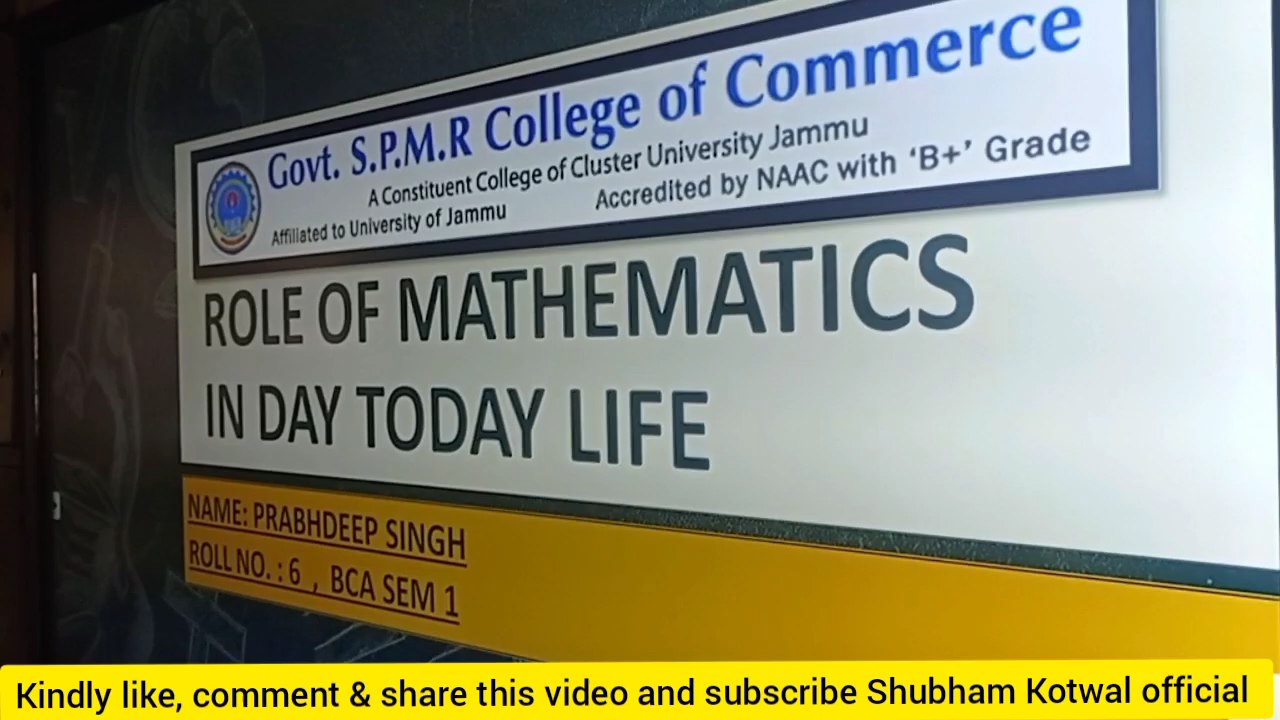 Govt. S.P.M.R College of Commerce
A Constituent College of Cluster University Jammu
Affiliated to University of Jammu
Accredited by NAAC with ‘B+’ Grade
ROLE OF MATHEMATICS
IN DAY TODAY LIFE
NAME: PRABHDEEP SINGH
ROLL NO. : 6 , BCA SEM 1
Kindly like, comment & share this video and subscribe Shubham Kotwal official